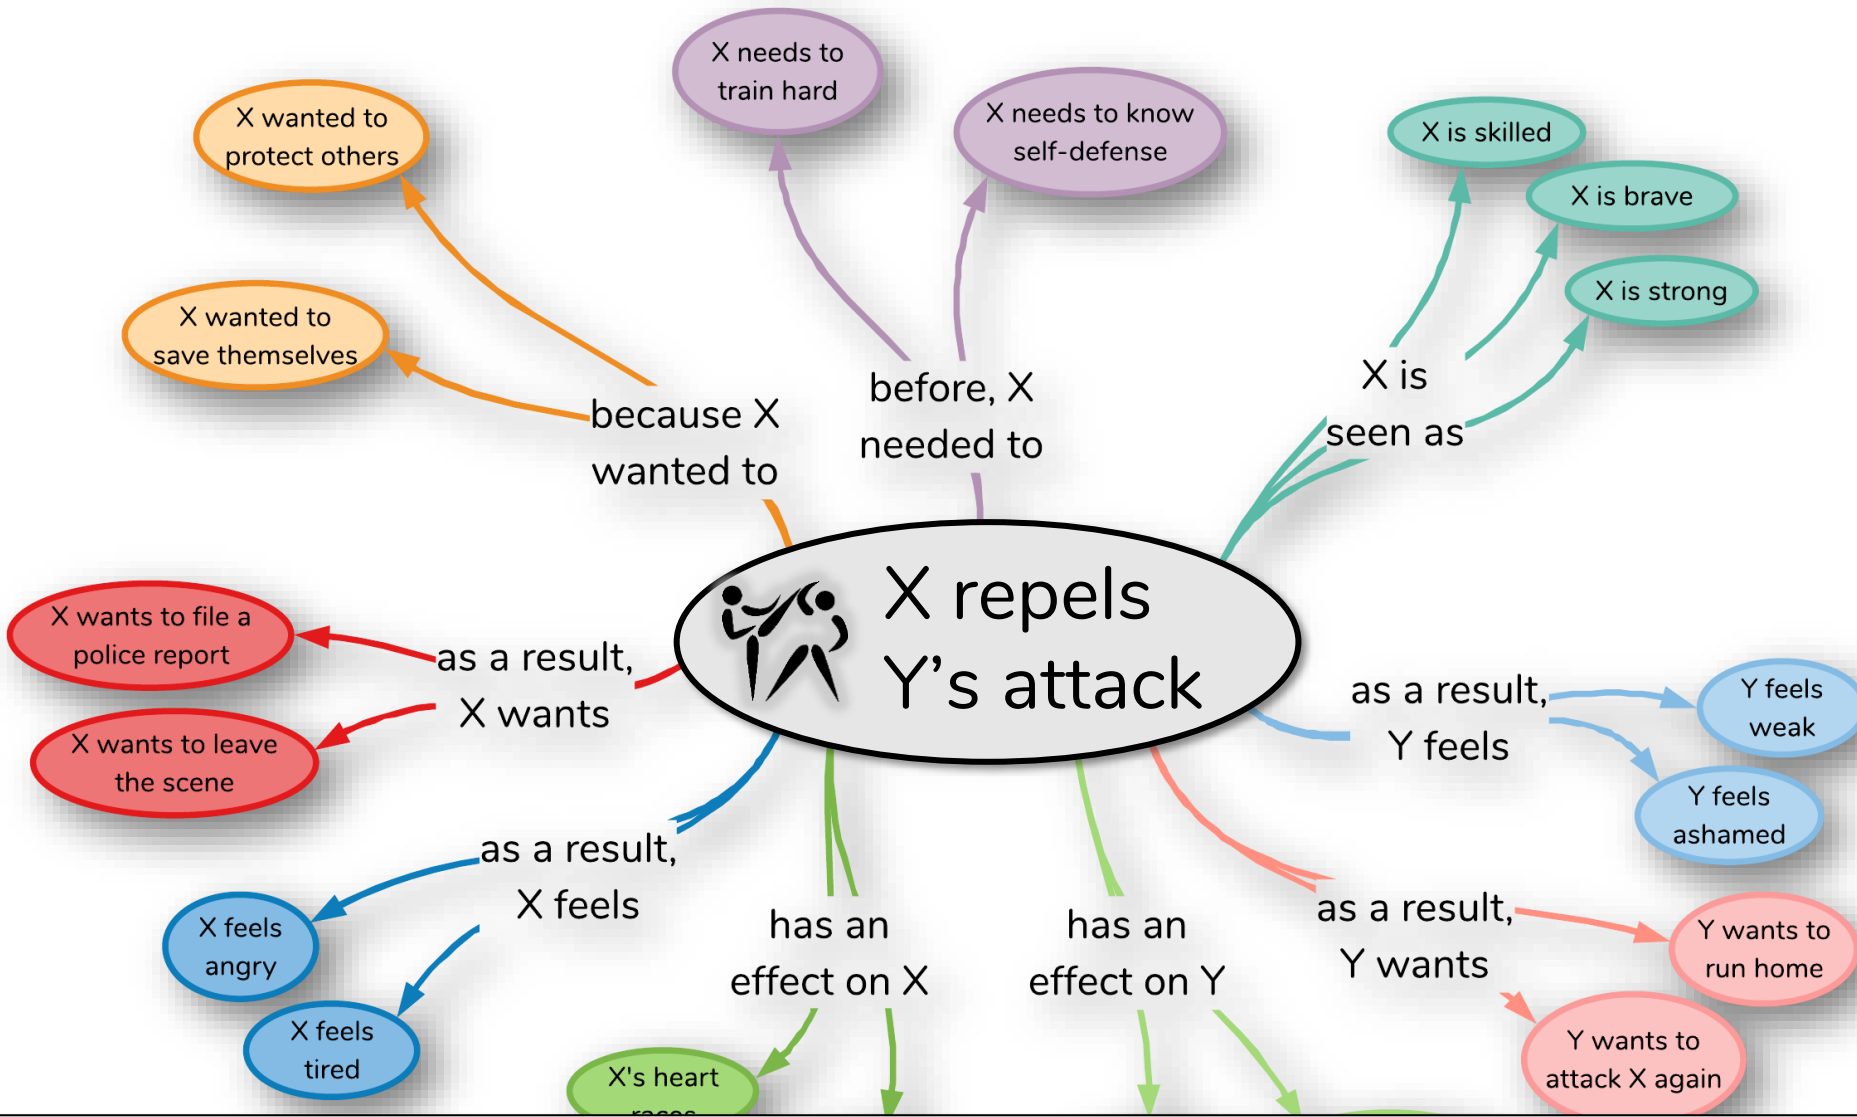 X needs to
train hard
X needs to know
self-defense
X wanted to
protect others
X is skilled
X is brave
X is strong
X wanted to
save themselves
because X
wanted to
before, X
needed to
X is
seen as
X repels
Y's attack
X wants to file a
police report
X wants to leave
the scene
as a result,
X wants
as a result,
Y feels
Y feels
weak
Y feels
ashamed
as a result,
X feels
X feels
angry
X feels
tired
has an
effect on X
has an
effect on Y
as a result,
Y wants
Y wants to
run home
Y wants to
attack X again
X's heart
races